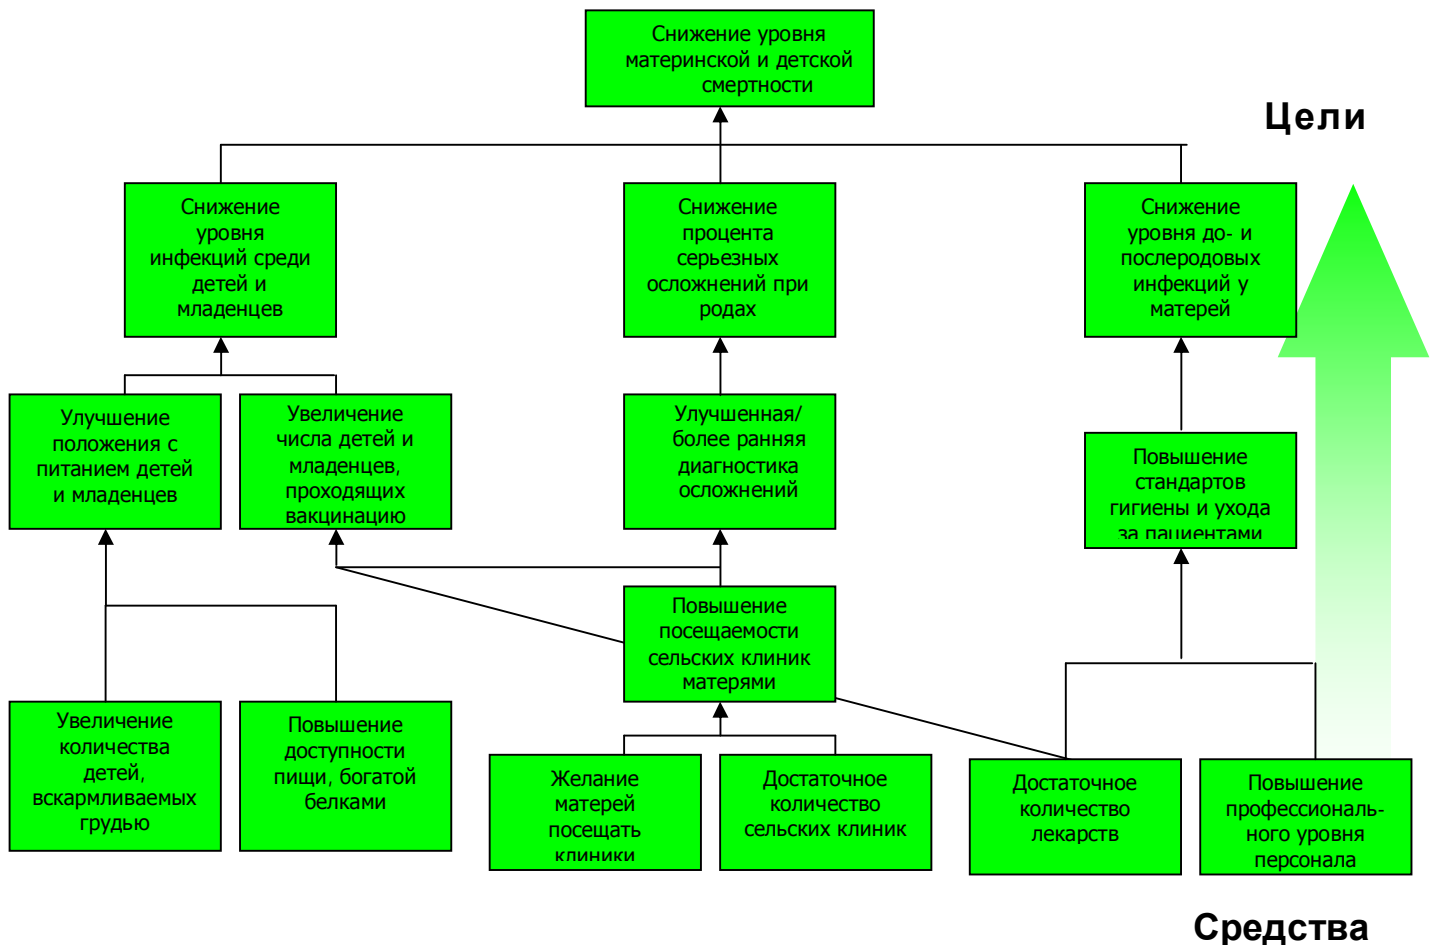 Снижение уровня
материнской и детской
смертности
Цели
Снижение
уровня
инфекций среди
детей и
младенцев
Снижение
процента
серьезных
осложнений при
родах
Снижение
уровня до- и
послеродовых
инфекций у
матерей
Улучшение
положения с
питанием детей
и младенцев
Увеличение
числа детей и
младенцев,
проходящих
вакцинацию
Улучшенная/
более ранняя
диагностика
осложнений
Повышение
стандартов
гигиены и ухода
за пациентами
Повышение
посещаемости
сельских клиник
матерями
Увеличение
количества
детей,
вскармливаемых
грудью
Повышение
доступности
пищи, богатой
белками
Желание
матерей
посещать
клиники
Достаточное
количество
сельских клиник
Достаточное
количество
лекарств
Повышение
профессиональ-
ного уровня
персонала
Средства